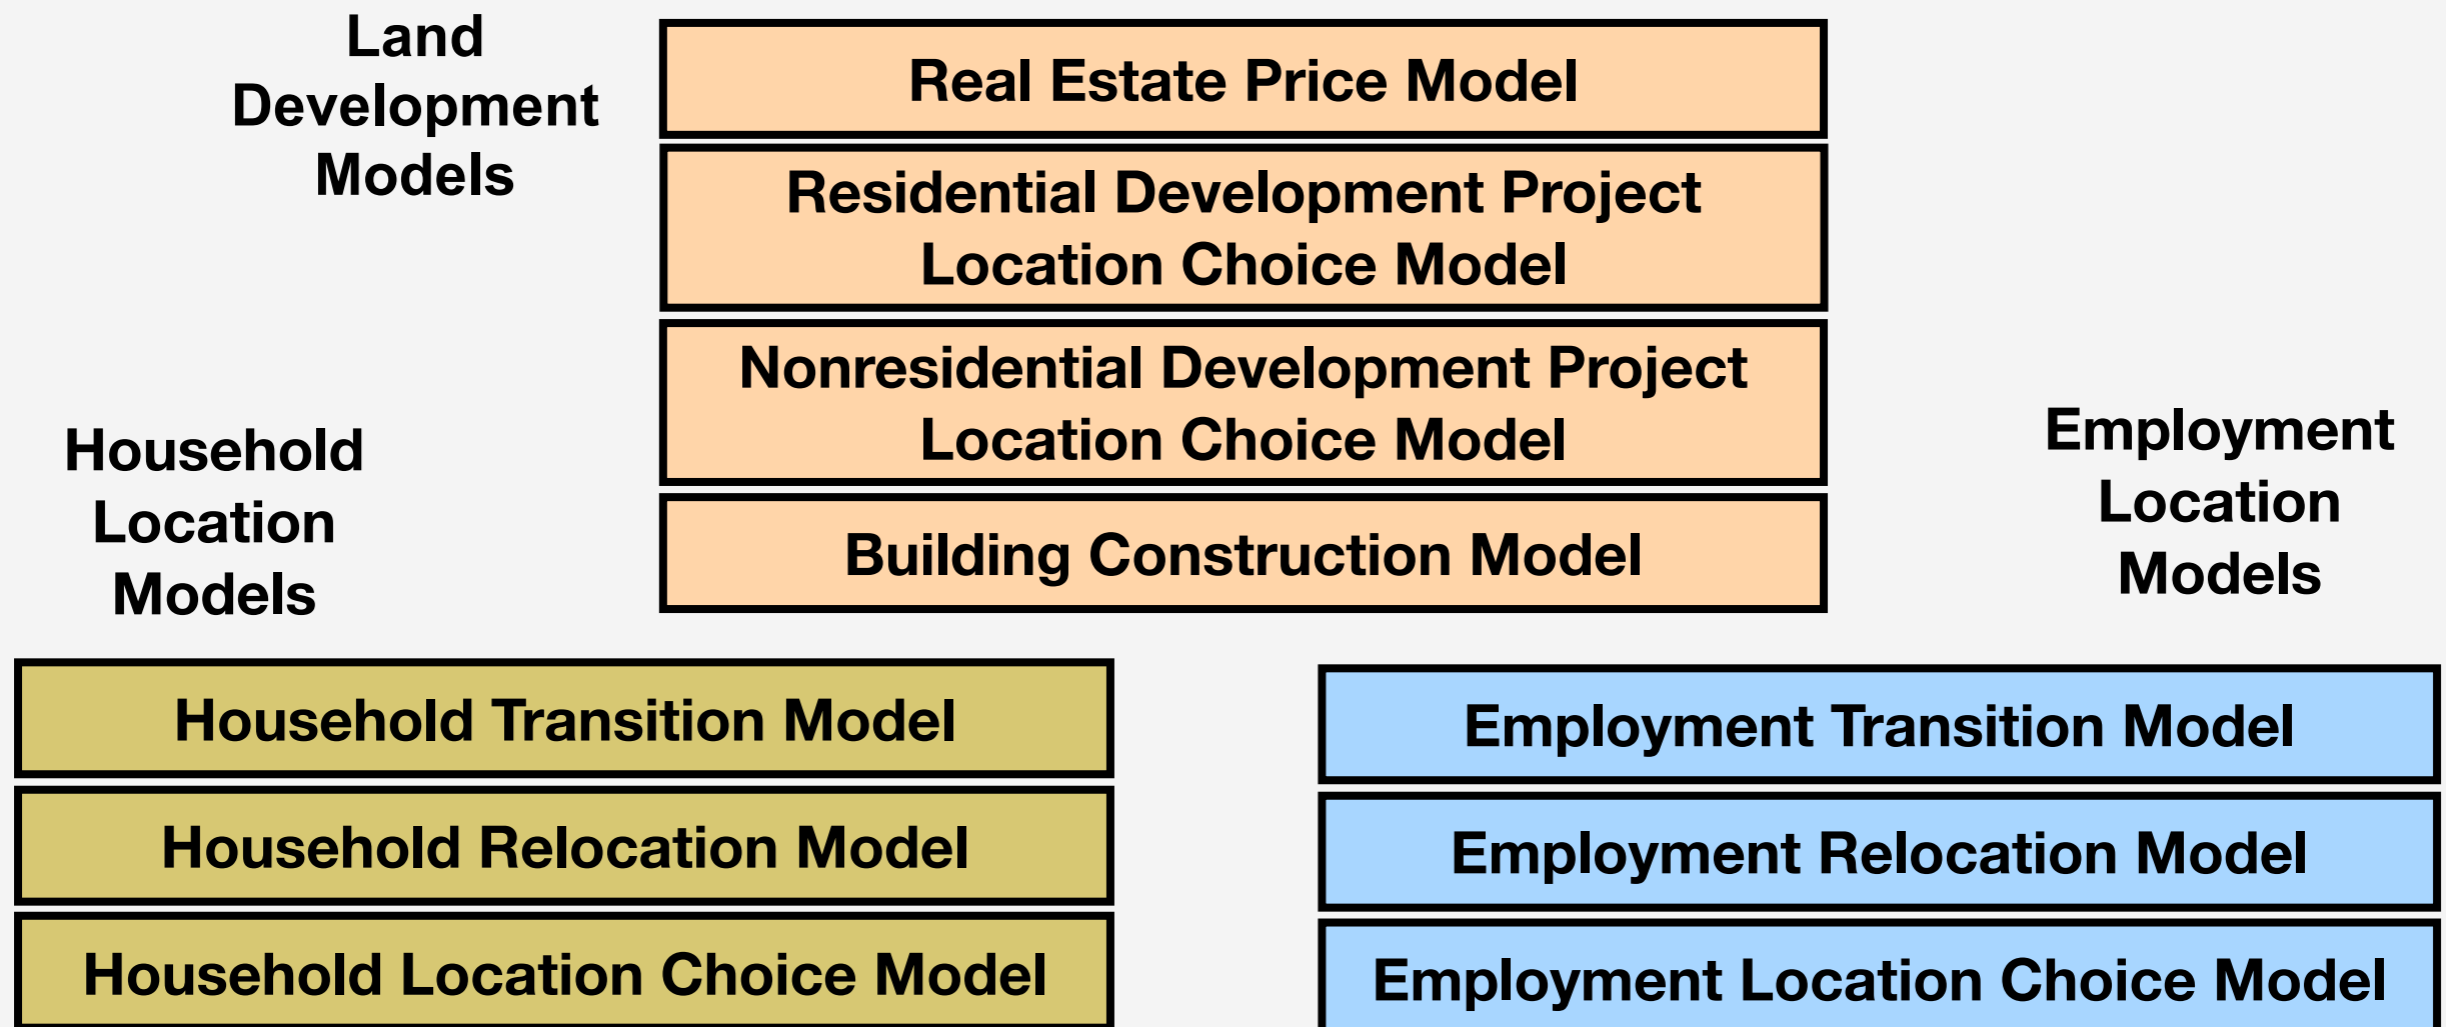 Land
Development
Models
Real Estate Price Model
Residential Development Project
Location Choice Model
Nonresidential Development Project
Location Choice Model
Building Construction Model
Household
Location
Models
Employment
Location
Models
Household Transition Model
Household Relocation Model
Household Location Choice Model
Employment Transition Model
Employment Relocation Model
Employment Location Choice Model